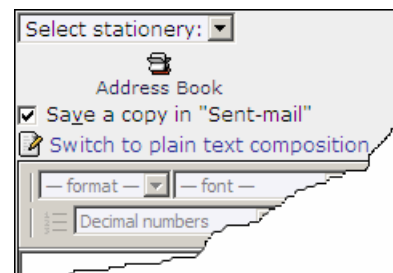 Select stationery:
Address Book
Save a copy in "Sent-mail"
Switch to plain text composition
— format — — font —
Decimal numbers